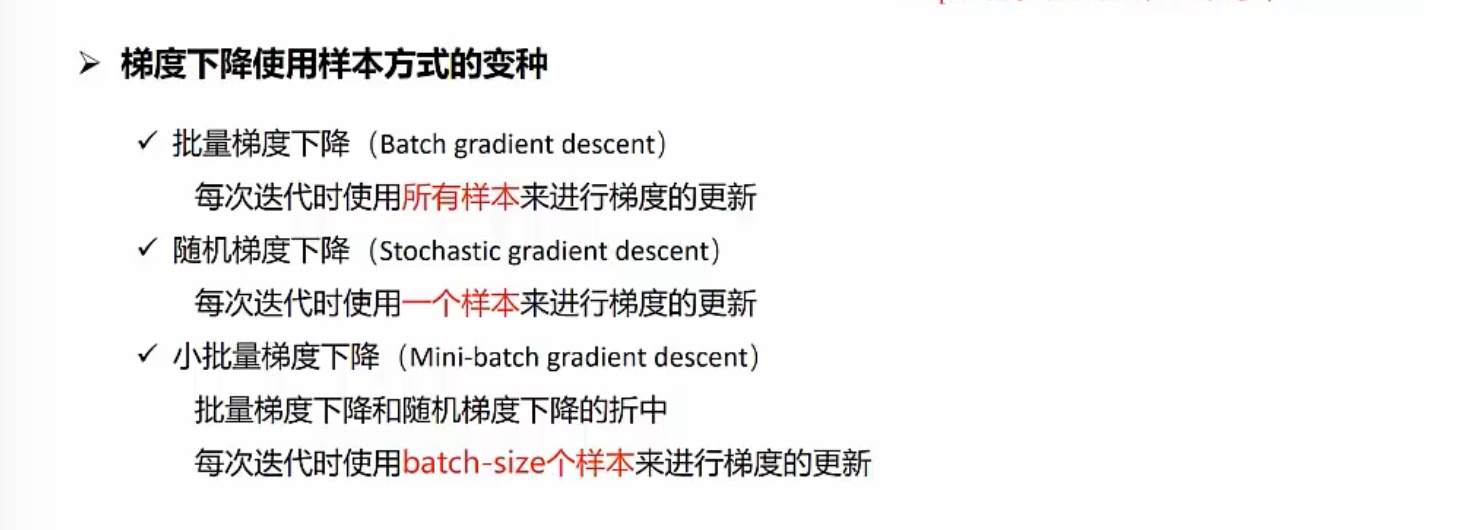 ➢ 梯度下降使用样本方式的变种
✓ 批量梯度下降（Batch gradient descent）
每次迭代时使用所有样本来进行梯度的更新
✓ 随机梯度下降（Stochastic gradient descent）
每次迭代时使用一个样本来进行梯度的更新
✓ 小批量梯度下降（Mini-batch gradient descent）
批量梯度下降和随机梯度下降的折中
每次迭代时使用batch-size个样本来进行梯度的更新